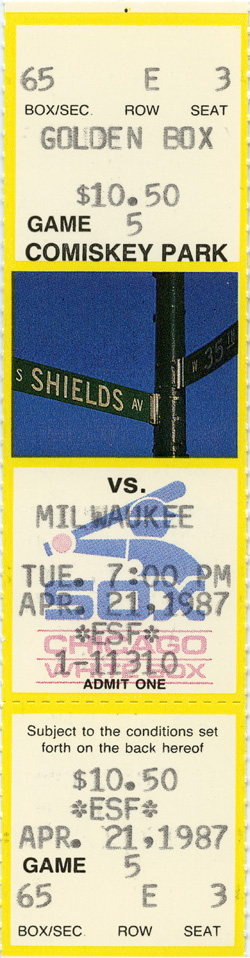 65 E 3
BOX/SEC. ROW SEAT
GOLDEN BOX
$10.50
GAME 5
COMISKEY PARK
S SHIELDS AV
W 35
VS.
MILWAUKEE
TUE. 7:00 PM
APR. 21,1987
SOX
*ESF*
CHICAGO
1-11310
WHITE SOX
ADMIT ONE
Subject to the conditions set
forth on the back hereof
$10.50
*ESF*
APR. 21,1987
GAME 5
65 E 3
BOX/SEC. ROW SEAT